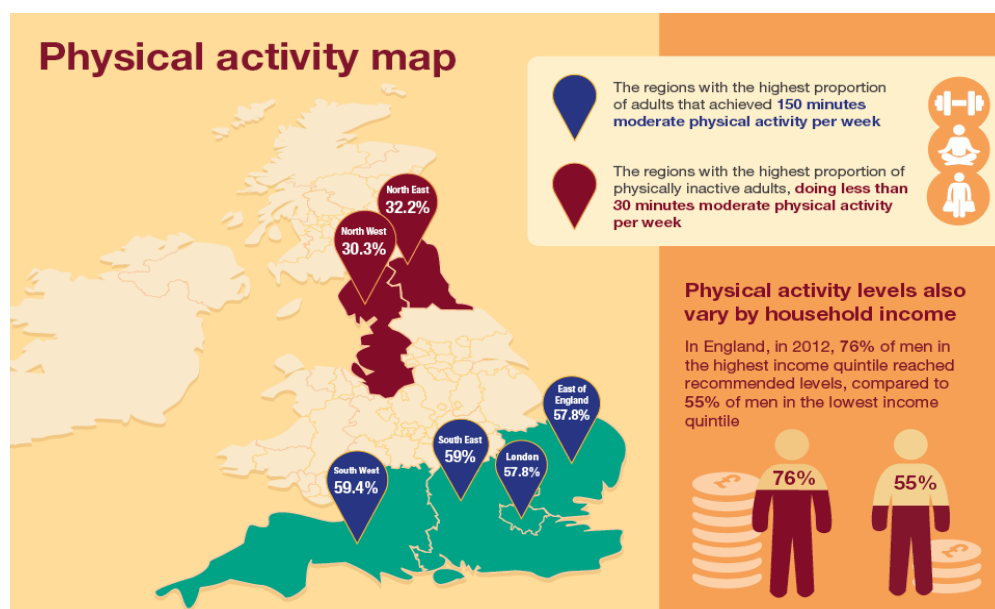 Physical activity map
The regions with the highest proportion
of adults that achieved 150 minutes
moderate physical activity per week
The regions with the highest proportion of
physically inactive adults, doing less than
30 minutes moderate physical activity
per week
North East
32.2%
North West
30.3%
East of
England
57.8%
South East
59%
London
57.8%
South West
59.4%
Physical activity levels also
vary by household income
In England, in 2012, 76% of men in
the highest income quintile reached
recommended levels, compared to
55% of men in the lowest income
quintile
£
76%
55%
£